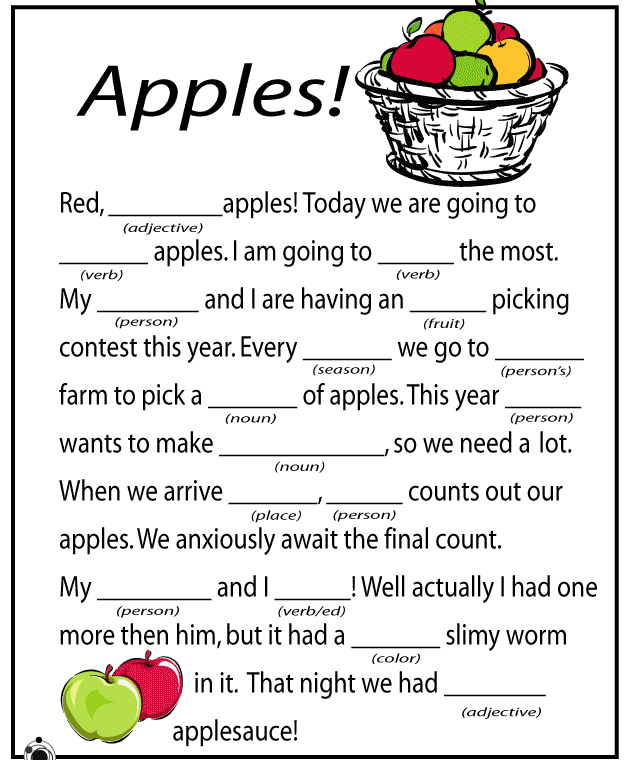 Apples!
Red, _________apples! Today we are going to
(adjective)
_______ apples. I am going to ______ the most.
(verb) (verb)
My ________ and I are having an ______ picking
(person) (fruit)
contest this year. Every _______ we go to _______
(season) (person's)
farm to pick a _______ of apples. This year ______
(noun) (person)
wants to make _____________, so we need a lot.
(noun)
When we arrive _______, ______ counts out our
(place) (person)
apples. We anxiously await the final count.
My _________ and I ______! Well actually I had one
(person) (verb/ed)
more then him, but it had a _______ slimy worm
(color)
in it. That night we had ________
(adjective)
applesauce!